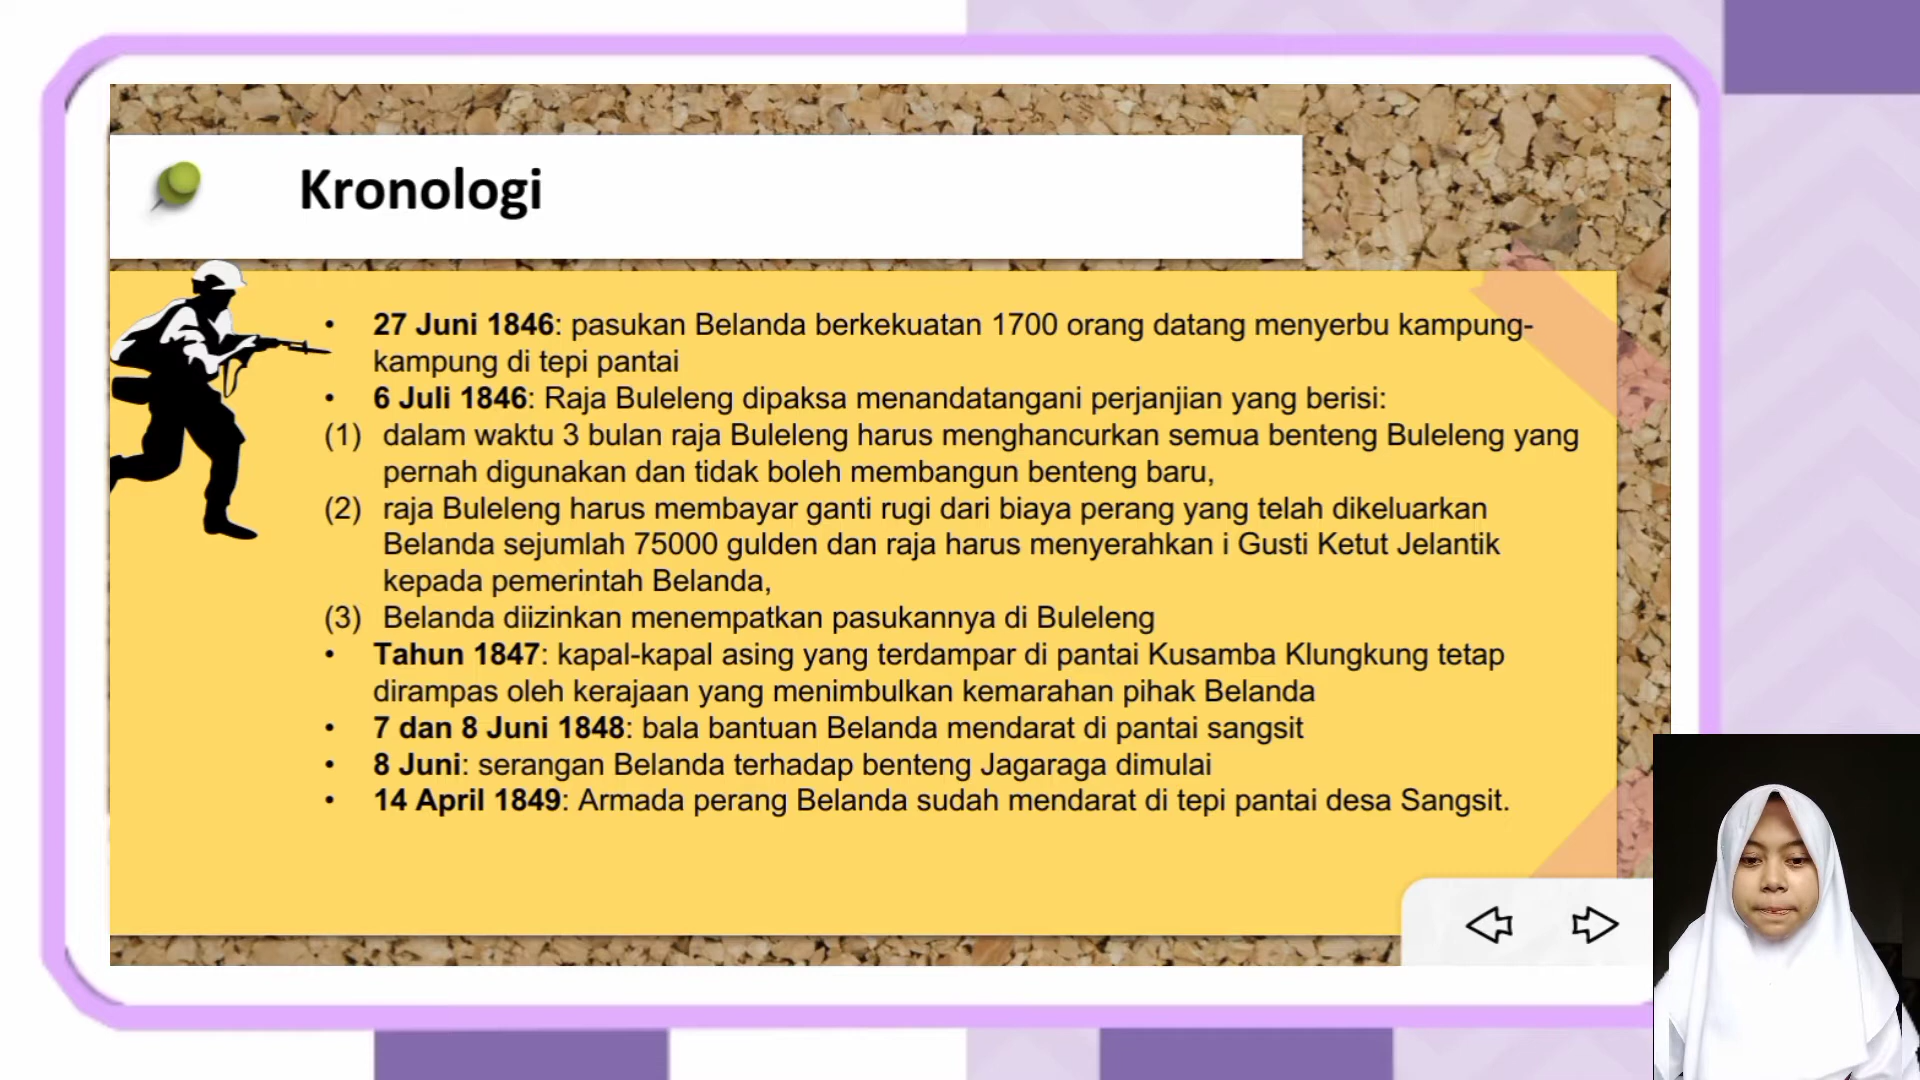 Kronologi
• 27 Juni 1846: pasukan Belanda berkekuatan 1700 orang datang menyerbu kampung-
kampung di tepi pantai
• 6 Juli 1846: Raja Buleleng dipaksa menandatangani perjanjian yang berisi:
(1) dalam waktu 3 bulan raja Buleleng harus menghancurkan semua benteng Buleleng yang
pernah digunakan dan tidak boleh membangun benteng baru,
(2) raja Buleleng harus membayar ganti rugi dari biaya perang yang telah dikeluarkan
Belanda sejumlah 75000 gulden dan raja harus menyerahkan i Gusti Ketut Jelantik
kepada pemerintah Belanda,
(3) Belanda diizinkan menempatkan pasukannya di Buleleng
• Tahun 1847: kapal-kapal asing yang terdampar di pantai Kusamba Klungkung tetap
dirampas oleh kerajaan yang menimbulkan kemarahan pihak Belanda
• 7 dan 8 Juni 1848: bala bantuan Belanda mendarat di pantai sangsit
• 8 Juni: serangan Belanda terhadap benteng Jagaraga dimulai
• 14 April 1849: Armada perang Belanda sudah mendarat di tepi pantai desa Sangsit.